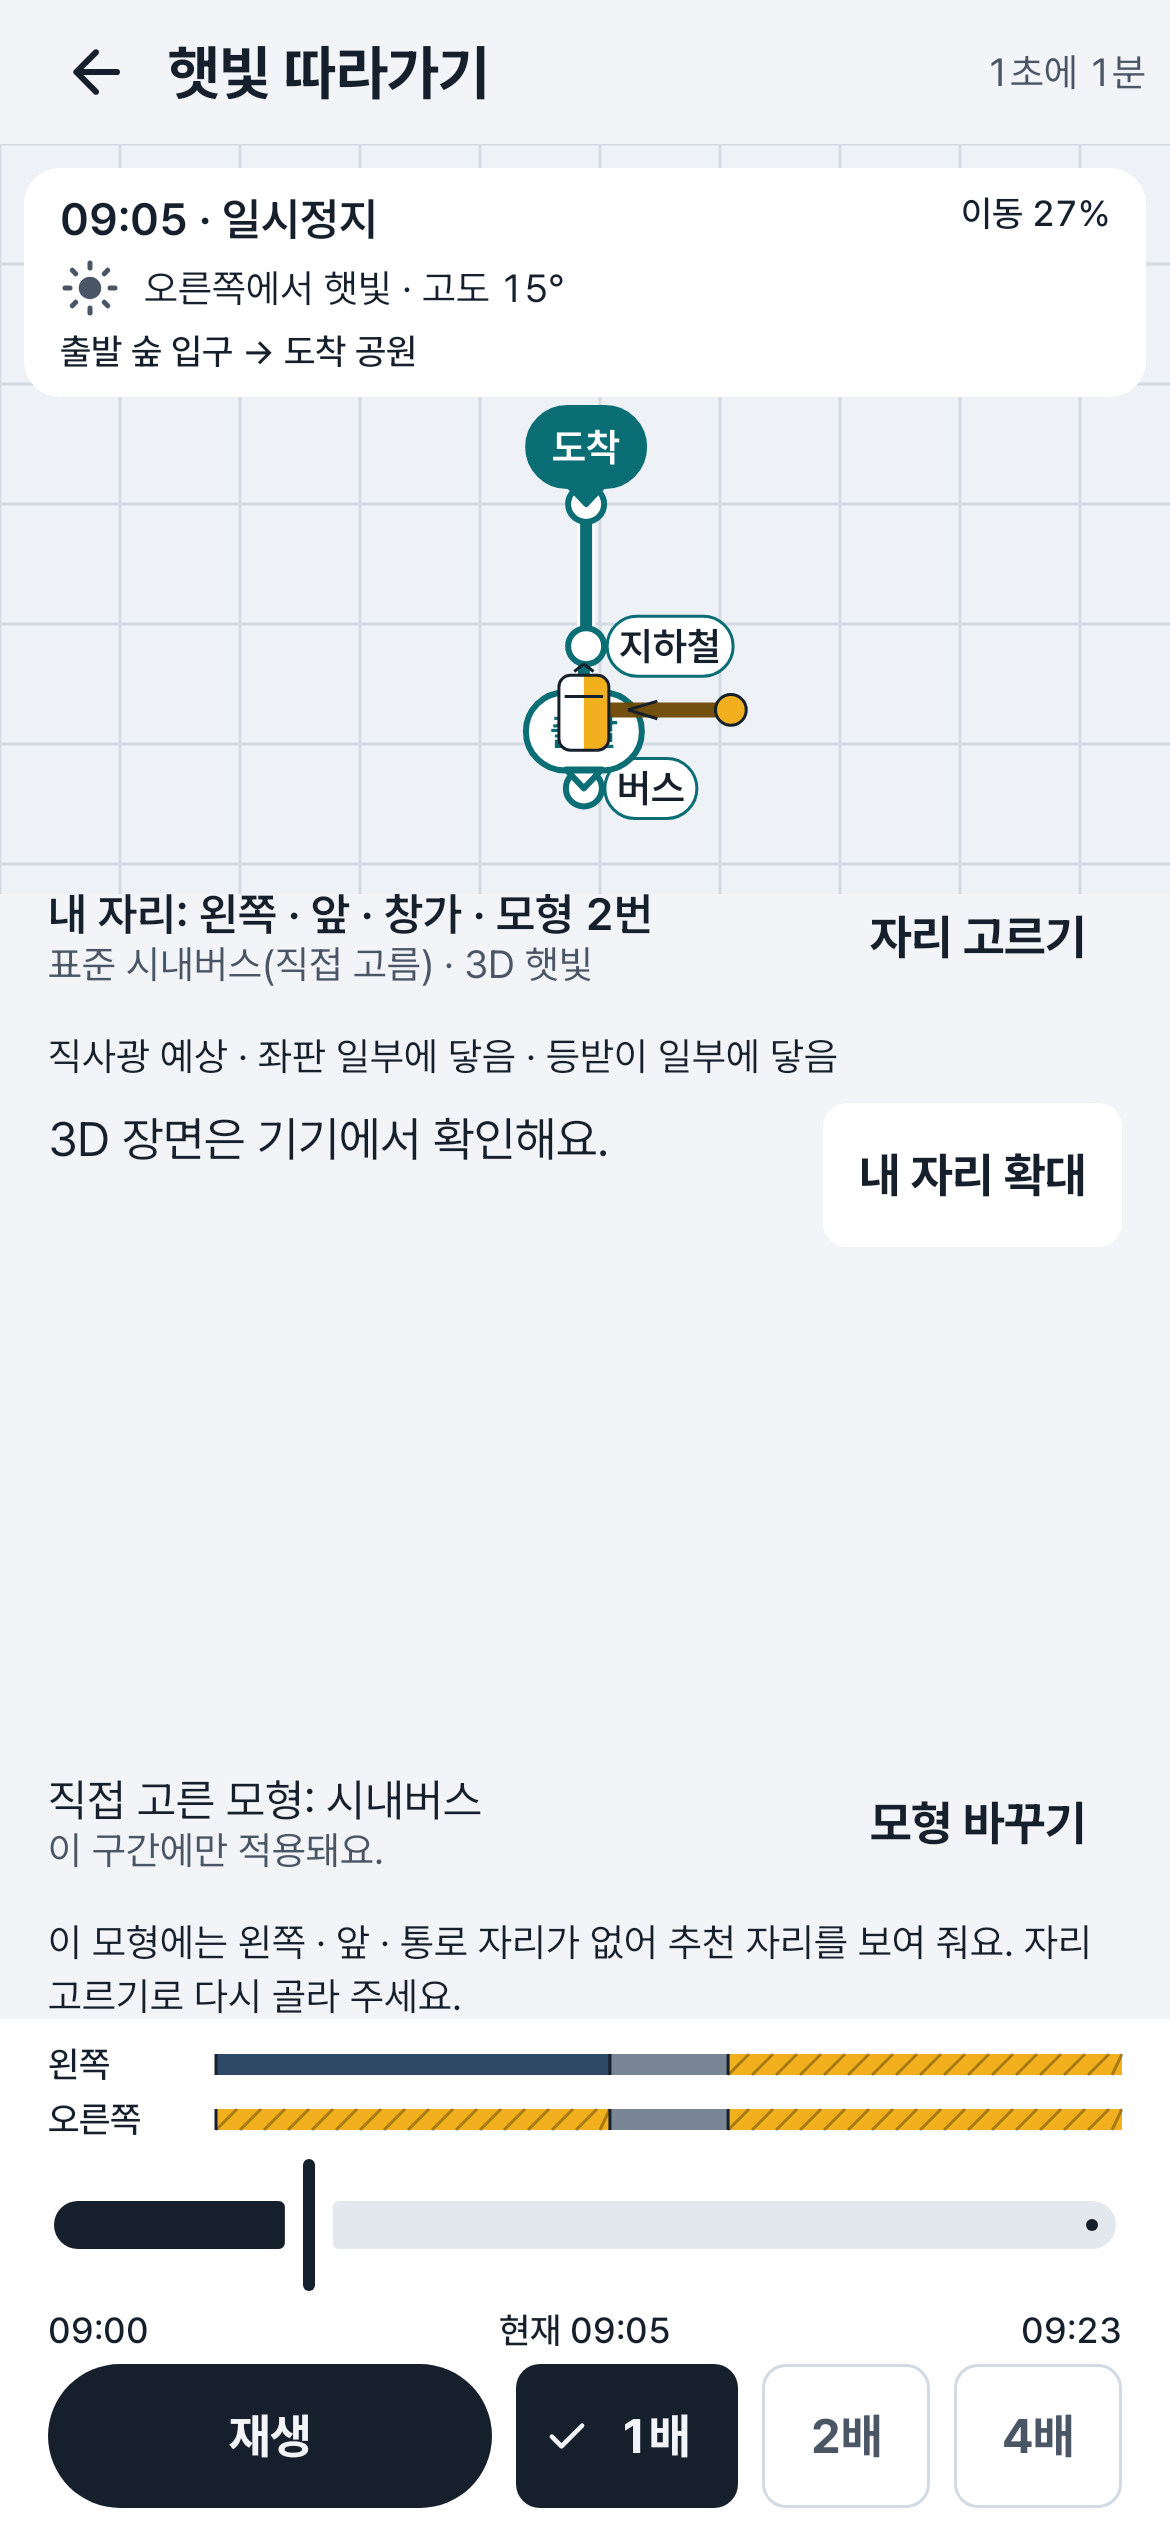 햇빛 따라가기
1초에 1분
09:05 · 일시정지
이동 27%
오른쪽에서 햇빛 · 고도 15°
출발 숲 입구 → 도착 공원
도착
지하철
버스
내 자리: 왼쪽 · 앞 · 창가 · 모형 2번
자리 고르기
표준 시내버스(직접 고름) · 3D 햇빛
직사광 예상 · 좌판 일부에 닿음 · 등받이 일부에 닿음
3D 장면은 기기에서 확인해요.
내 자리 확대
직접 고른 모형: 시내버스
모형 바꾸기
이 구간에만 적용돼요.
이 모형에는 왼쪽 · 앞 · 통로 자리가 없어 추천 자리를 보여 줘요. 자리
고르기로 다시 골라 주세요.
왼쪽
오른쪽
09:00
현재 09:05
09:23
재생
1배
2배
4배